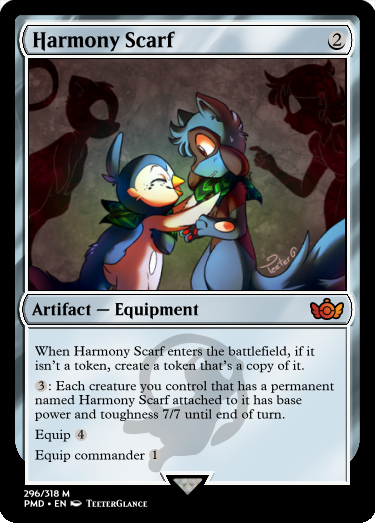 Harmony Scarf 2
Teeter
Artifact — Equipment
When Harmony Scarf enters the battlefield, if it
isn't a token, create a token that's a copy of it.
3: Each creature you control that has a permanent
named Harmony Scarf attached to it has base
power and toughness 7/7 until end of turn.
Equip 4
Equip commander 1
296/318 M
PMD • EN TeeterGlance